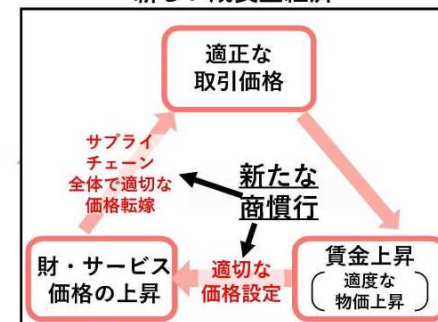 適正な
取引価格
サプライ
チェーン
全体で適切な
価格転嫁
新たな
商慣行
財・サービス
価格の上昇
適切な
価格設定
賃金上昇
適度な
物価上昇